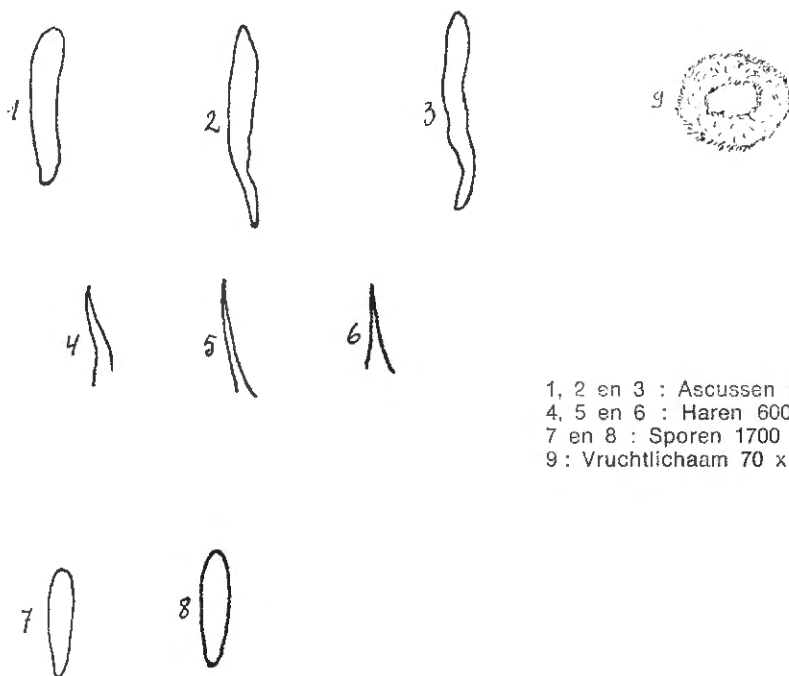 1
2
3
9
4
5
6
1, 2 en 3 : Ascussen
4, 5 en 6 : Haren 600
7 en 8 : Sporen 1700
9 : Vruchtlichaam 70 x
7
8